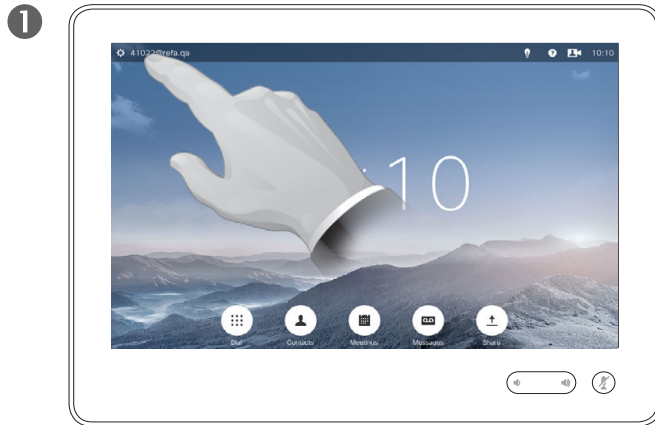 1
41022@refa.qa
10:10
:10
Dial
Contacts
Meetings
Messages
Share